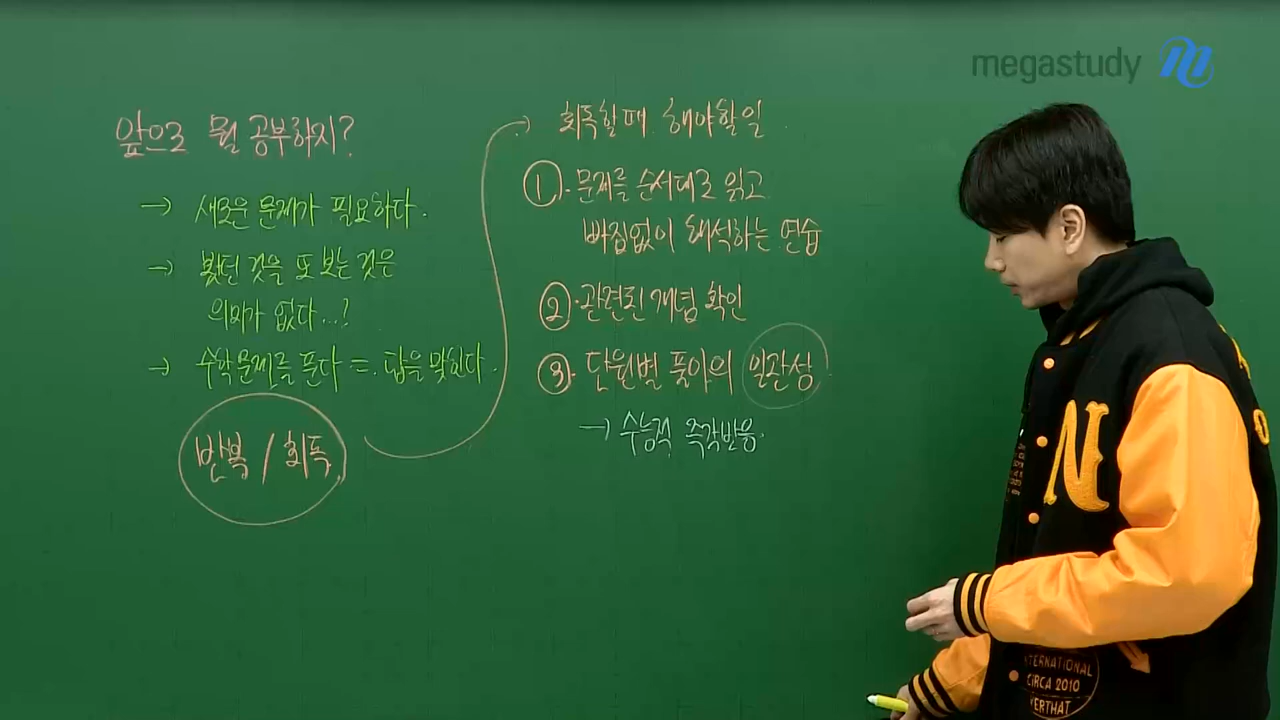 megastudy
앞으로 뭘 공부하지?
→ 새로운 문제가 필요하다.
→ 봤던 것을 또 보는 것은
의미가 없다...?
→ 수학문제를 푼다 = 답을 맞힌다.
반복 / 회독
회독할때 해야할일
①. 문제를 순서대로 읽고
빠짐없이 해석하는 연습
②. 관련된 개념 확인
③. 단원별 풀이의 일관성
→ 수능적 즉각반응.
N
INTERNATIONAL
CIRCA 2010